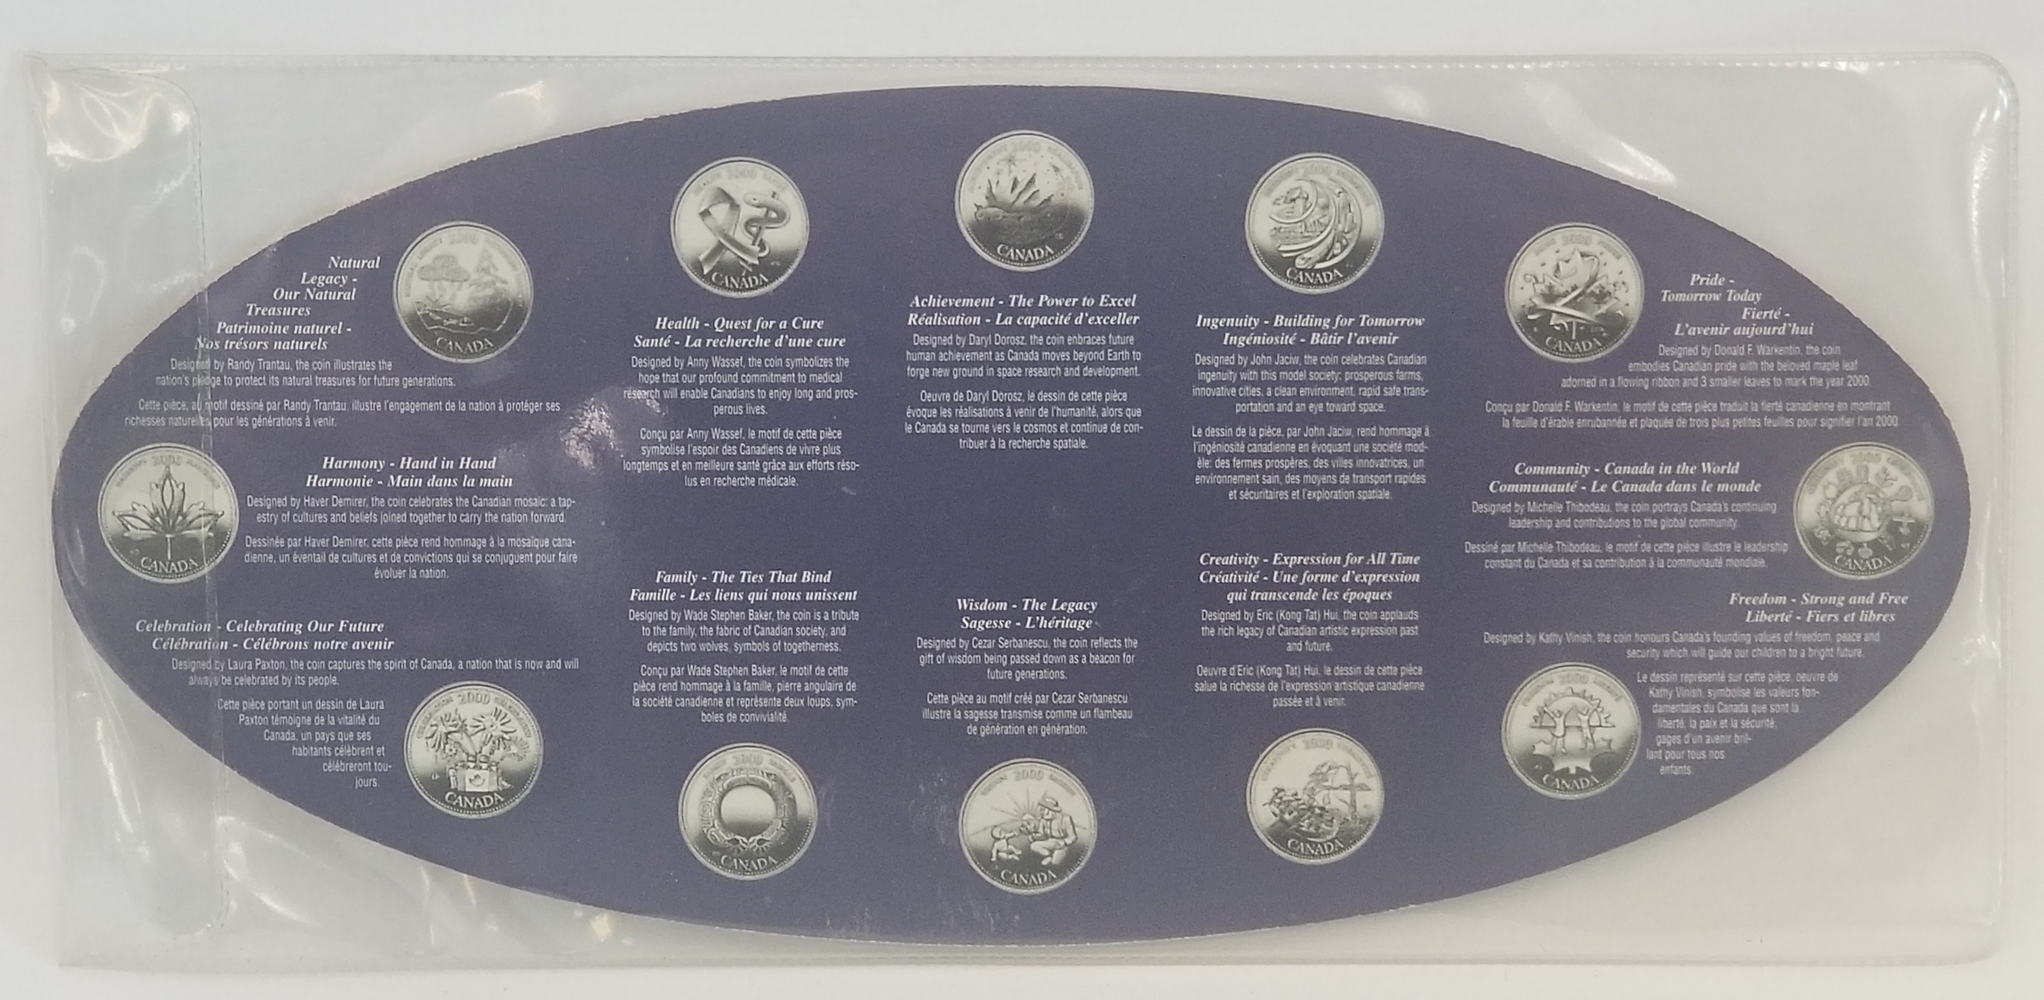 Natural
Legacy -
Our Natural
Treasures
Patrimoine naturel -
Nos trésors naturels
Designed by Randy Trantau, the coin illustrates the
nation's pledge to protect its natural treasures for future generations.
Cette pièce, au motif dessiné par Randy Trantau, illustre l'engagement de la nation à protéger ses
richesses naturelles pour les générations à venir.
2000
CANADA
Health - Quest for a Cure
Santé - La recherche d'une cure
Designed by Anny Wassef, the coin symbolizes the
hope that our profound commitment to medical
research will enable Canadians to enjoy long and pros-
perous lives.
Conçu par Anny Wassef, le motif de cette pièce
symbolise l'espoir des Canadiens de vivre plus
longtemps et en meilleure santé grâce aux efforts réso-
lus en recherche médicale.
2000
CANADA
Achievement - The Power to Excel
Réalisation - La capacité d'exceller
Designed by Daryl Dorosz, the coin enbraces future
human achievement as Canada moves beyond Earth to
forge new ground in space research and development.
Oeuvre de Daryl Dorosz, le dessin de cette pièce
évoque les réalisations à venir de l'humanité, alors que
le Canada se tourne vers le cosmos et continue de con-
tribuer à la recherche spatiale.
2000
CANADA
Ingenuity - Building for Tomorrow
Ingéniosité - Bâtir l'avenir
Designed by John Jaciw, the coin celebrates Canadian
ingenuity with this model society: prosperous farms,
innovative cities, a clean environment, rapid safe trans-
portation and an eye toward space.
Le dessin de la pièce, par John Jaciw, rend hommage à
l'ingéniosité canadienne en évoquant une société mod-
èle: des fermes prospères, des villes innovatrices, un
environnement sain, des moyens de transport rapides
et sécuritaires et l'exploration spatiale.
2000
CANADA
Pride -
Tomorrow Today
Fierté -
L'avenir aujourd'hui
Designed by Donald F. Warkentin, the coin
embodies Canadian pride with the beloved maple leaf
adorned in a flowing ribbon and 3 smaller leaves to mark the year 2000.
Conçu par Donald F. Warkentin, le motif de cette pièce traduit la fierté canadienne en montrant
la feuille d'érable enrubannée et plaquée de trois plus petites feuilles pour signifier l'an 2000.
2000
CANADA
Harmony - Hand in Hand
Harmonie - Main dans la main
Designed by Haver Demirer, the coin celebrates the Canadian mosaic: a tap-
estry of cultures and beliefs joined together to carry the nation forward.
Dessinée par Haver Demirer, cette pièce rend hommage à la mosaïque cana-
dienne, un éventail de cultures et de convictions qui se conjuguent pour faire
évoluer la nation.
2000
CANADA
Community - Canada in the World
Communauté - Le Canada dans le monde
Designed by Michelle Thibodeau, the coin portrays Canada's continuing
leadership and contributions to the global community.
Dessiné par Michelle Thibodeau, le motif de cette pièce illustre le leadership
constant du Canada et sa contribution à la communauté mondiale.
2000
CANADA
Celebration - Celebrating Our Future
Célébration - Célébrons notre avenir
Designed by Laura Paxton, the coin captures the spirit of Canada, a nation that is now and will
always be celebrated by its people.
Cette pièce portant un dessin de Laura
Paxton témoigne de la vitalité du
Canada, un pays que ses
habitants célèbrent et
célébreront tou-
jours.
2000
CANADA
Family - The Ties That Bind
Famille - Les liens qui nous unissent
Designed by Wade Stephen Baker, the coin is a tribute
to the family, the fabric of Canadian society, and
depicts two wolves, symbols of togetherness.
Conçu par Wade Stephen Baker, le motif de cette
pièce rend hommage à la famille, pierre angulaire de
la société canadienne et représente deux loups, sym-
boles de convivialité.
2000
CANADA
Wisdom - The Legacy
Sagesse - L'héritage
Designed by Cezar Serbanescu, the coin reflects the
gift of wisdom being passed down as a beacon for
future generations.
Cette pièce au motif créé par Cezar Serbanescu
illustre la sagesse transmise comme un flambeau
de génération en génération.
2000
CANADA
Creativity - Expression for All Time
Créativité - Une forme d'expression
qui transcende les époques
Designed by Eric (Kong Tat) Hui, the coin applauds
the rich legacy of Canadian artistic expression past
and future.
Oeuvre d'Eric (Kong Tat) Hui, le dessin de cette pièce
salue la richesse de l'expression artistique canadienne
passée et à venir.
2000
CANADA
Freedom - Strong and Free
Liberté - Fiers et libres
Designed by Kathy Vinish, the coin honours Canada's founding values of freedom, peace and
security which will guide our children to a bright future.
Le dessin représenté sur cette pièce, oeuvre de
Kathy Vinish, symbolise les valeurs fon-
damentales du Canada que sont la
liberté, la paix et la sécurité,
gages d'un avenir bril-
lant pour tous nos
enfants.
2000
CANADA